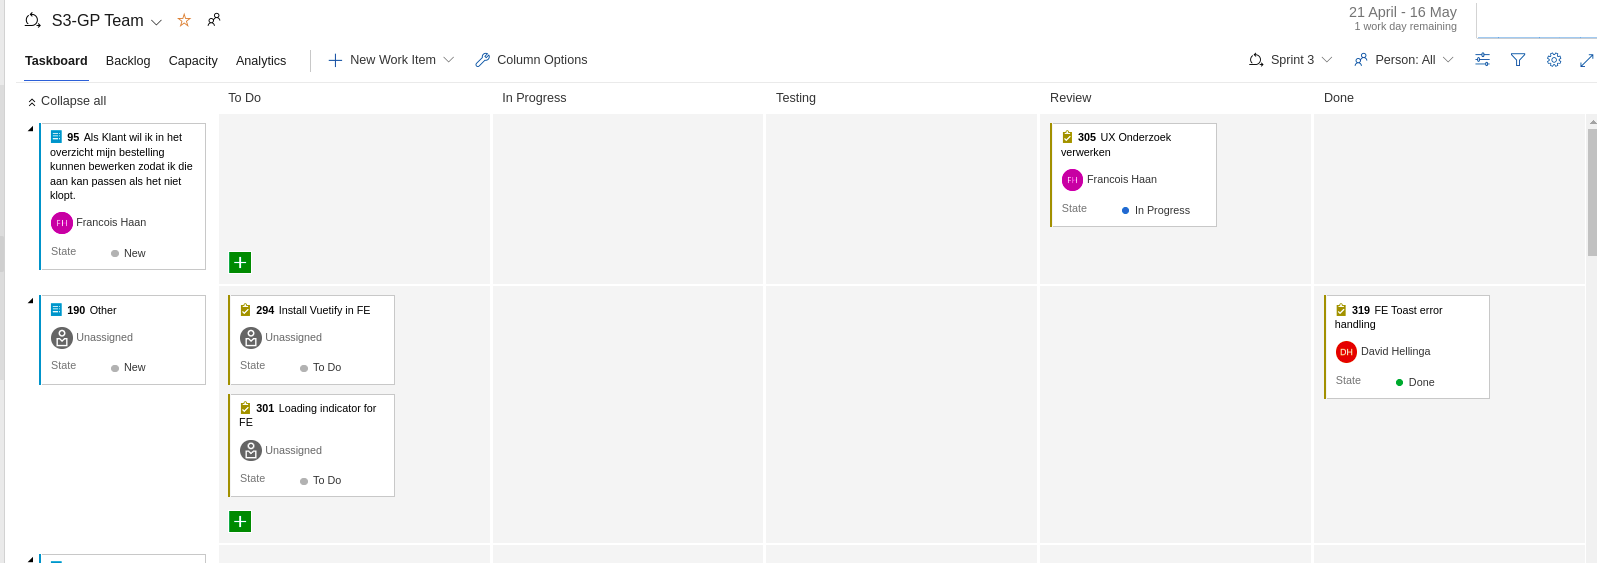 S3-GP Team
21 April - 16 May
1 work day remaining
Taskboard Backlog Capacity Analytics New Work Item Column Options Sprint 3 Person: All
Collapse all To Do In Progress Testing Review Done
95 Als Klant wil ik in het
overzicht mijn bestelling
kunnen bewerken zodat ik die
aan kan passen als het niet
klopt.
FH Francois Haan
State New
305 UX Onderzoek
verwerken
FH Francois Haan
State In Progress
190 Other
Unassigned
State New
294 Install Vuetify in FE
Unassigned
State To Do
301 Loading indicator for
FE
Unassigned
State To Do
319 FE Toast error
handling
DH David Hellinga
State Done